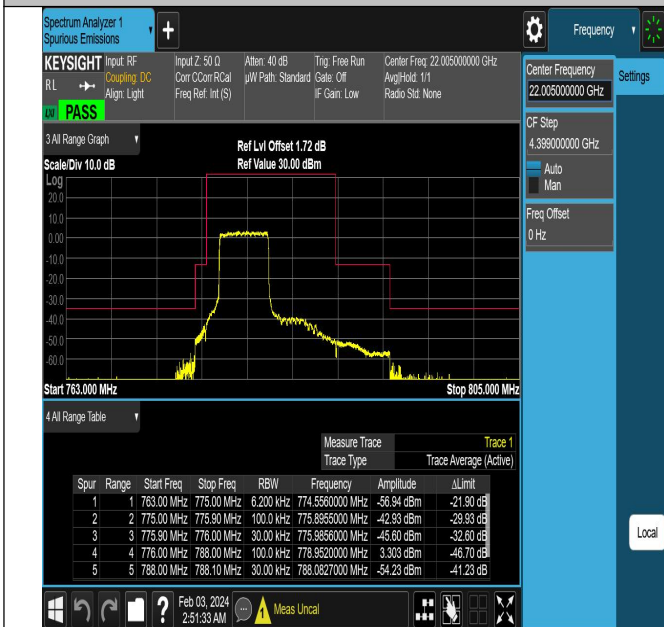 Spectrum Analyzer 1
Spurious Emissions
Frequency
KEYSIGHT Input: RF Input Z: 50 Ω Atten: 40 dB Trig: Free Run Center Freq: 22.005000000 GHz
RL Coupling: DC Corr CCorr RCal µW Path: Standard Gate: Off Avg|Hold: 1/1
Align: Light Freq Ref: Int (S) IF Gain: Low Radio Std: None
LXI PASS
Center Frequency
22.005000000 GHz
Settings
CF Step
4.399000000 GHz
Auto
Man
Freq Offset
0 Hz
Local
3 All Range Graph
Ref Lvl Offset 1.72 dB
Scale/Div 10.0 dB Ref Value 30.00 dBm
Log
20.0
10.0
0.00
-10.0
-20.0
-30.0
-40.0
-50.0
-60.0
Start 763.000 MHz Stop 805.000 MHz
4 All Range Table
Measure Trace Trace 1
Trace Type Trace Average (Active)
Spur Range Start Freq Stop Freq RBW Frequency Amplitude ΔLimit
1 1 763.00 MHz 775.00 MHz 6.200 kHz 774.5560000 MHz -56.94 dBm -21.90 dB
2 2 775.00 MHz 775.90 MHz 100.0 kHz 775.8955000 MHz -42.93 dBm -29.93 dB
3 3 775.90 MHz 776.00 MHz 30.00 kHz 775.9856000 MHz -45.60 dBm -32.60 dB
4 4 776.00 MHz 788.00 MHz 100.0 kHz 778.9520000 MHz 3.303 dBm -46.70 dB
5 5 788.00 MHz 788.10 MHz 30.00 kHz 788.0827000 MHz -54.23 dBm -41.23 dB
Feb 03, 2024
2:51:33 AM
Meas Uncal